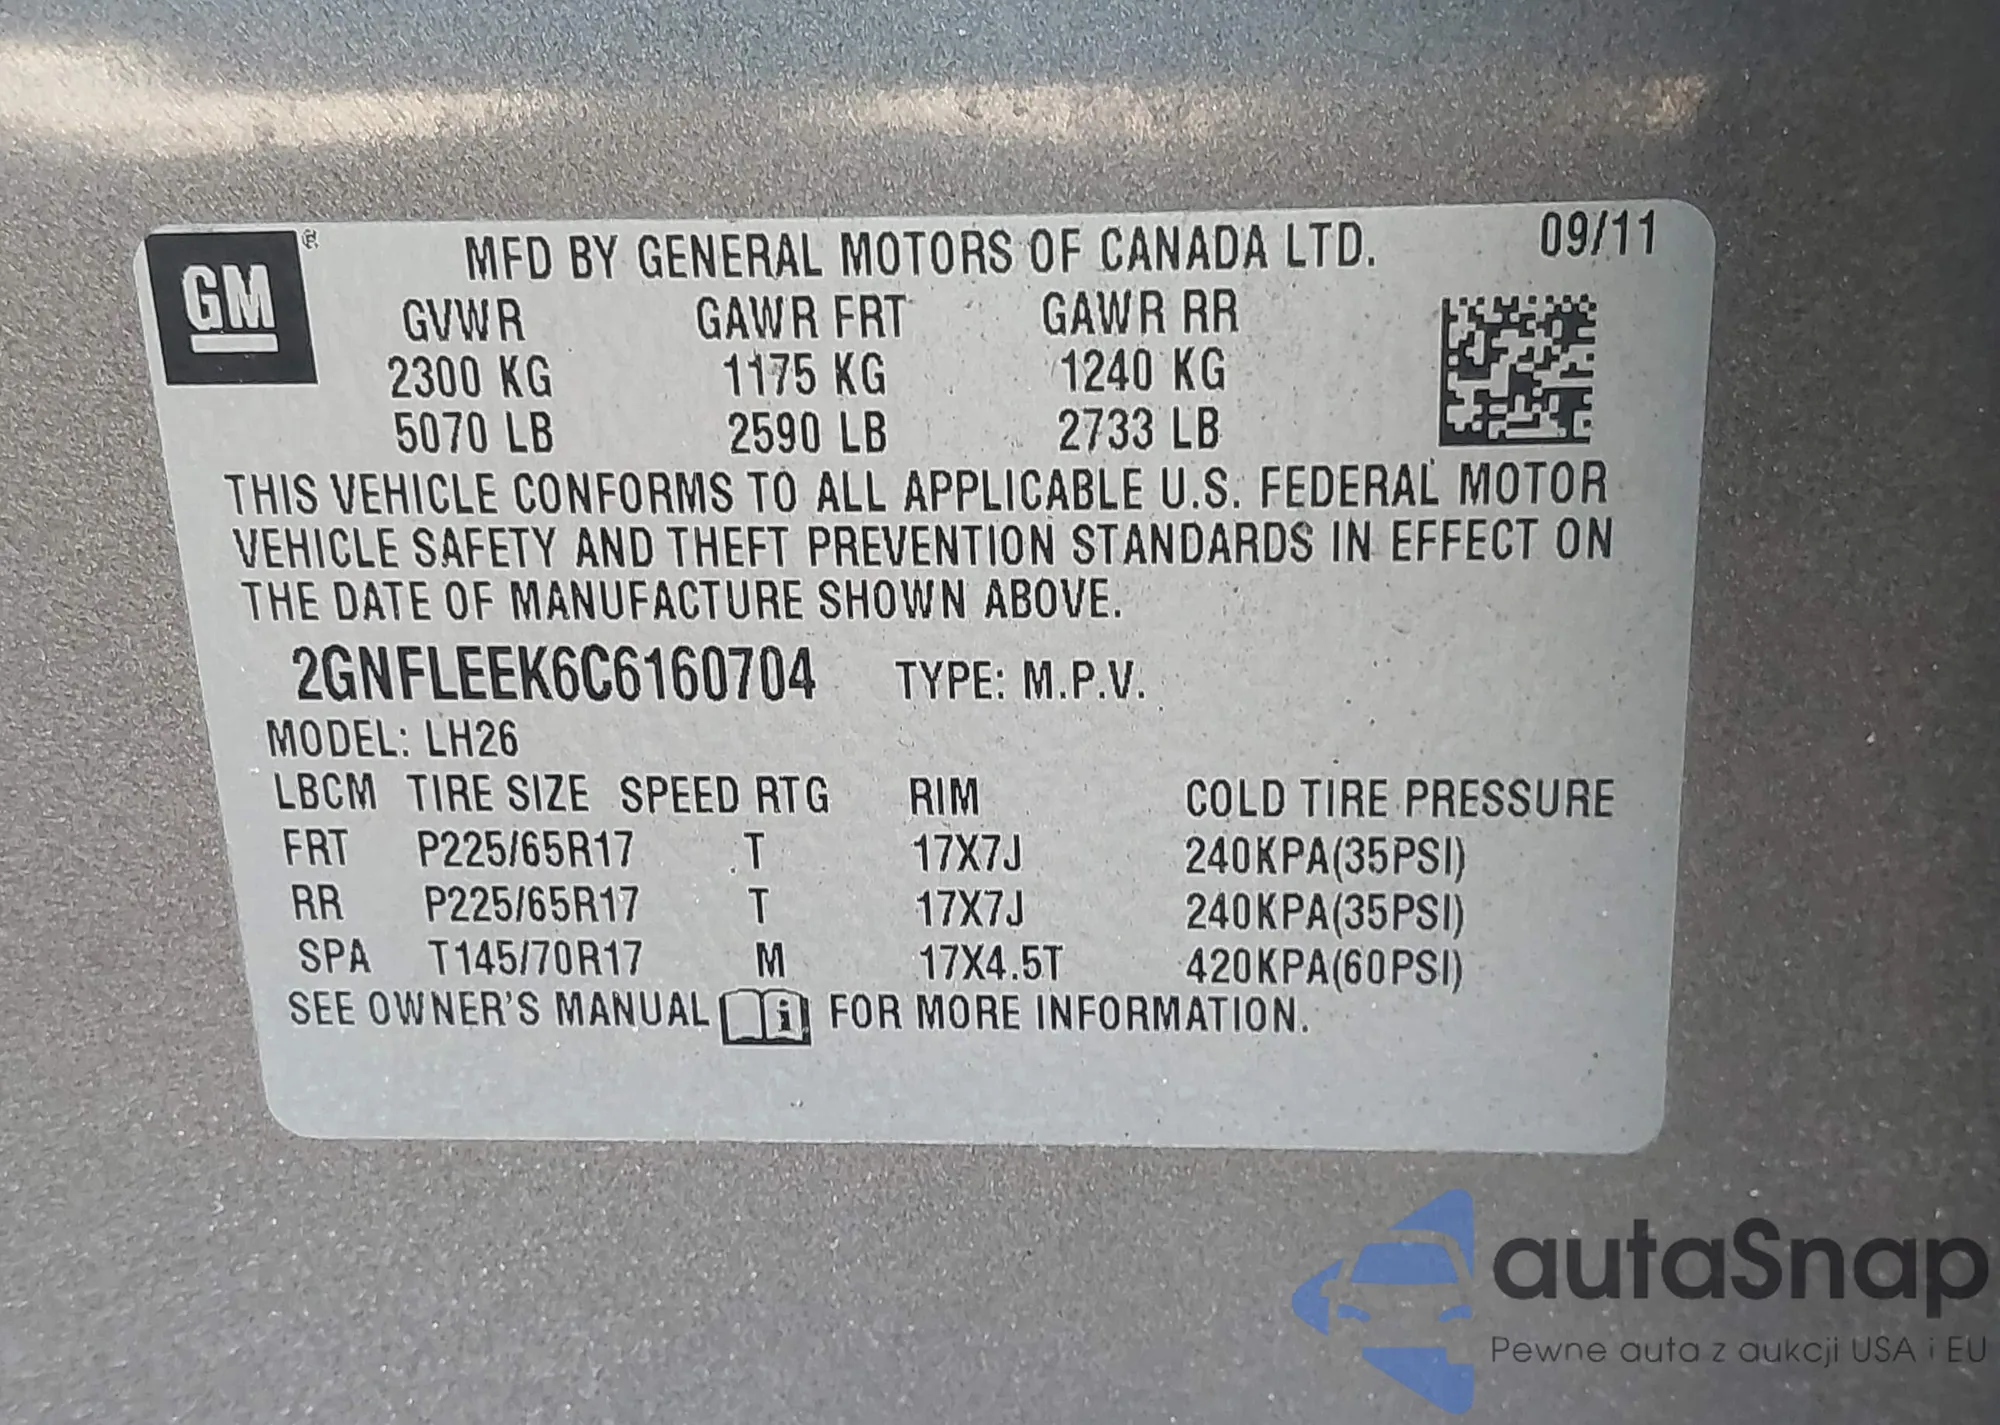 GM
MFD BY GENERAL MOTORS OF CANADA LTD. 09/11
GVWR GAWR FRT GAWR RR
2300 KG 1175 KG 1240 KG
5070 LB 2590 LB 2733 LB
THIS VEHICLE CONFORMS TO ALL APPLICABLE U.S. FEDERAL MOTOR
VEHICLE SAFETY AND THEFT PREVENTION STANDARDS IN EFFECT ON
THE DATE OF MANUFACTURE SHOWN ABOVE.
2GNFLEEK6C6160704 TYPE: M.P.V.
MODEL: LH26
LBCM TIRE SIZE SPEED RTG RIM COLD TIRE PRESSURE
FRT P225/65R17 T 17X7J 240KPA(35PSI)
RR P225/65R17 T 17X7J 240KPA(35PSI)
SPA T145/70R17 M 17X4.5T 420KPA(60PSI)
SEE OWNER'S MANUAL FOR MORE INFORMATION.
autaSnap
Pewne auta z aukcji USA i EU